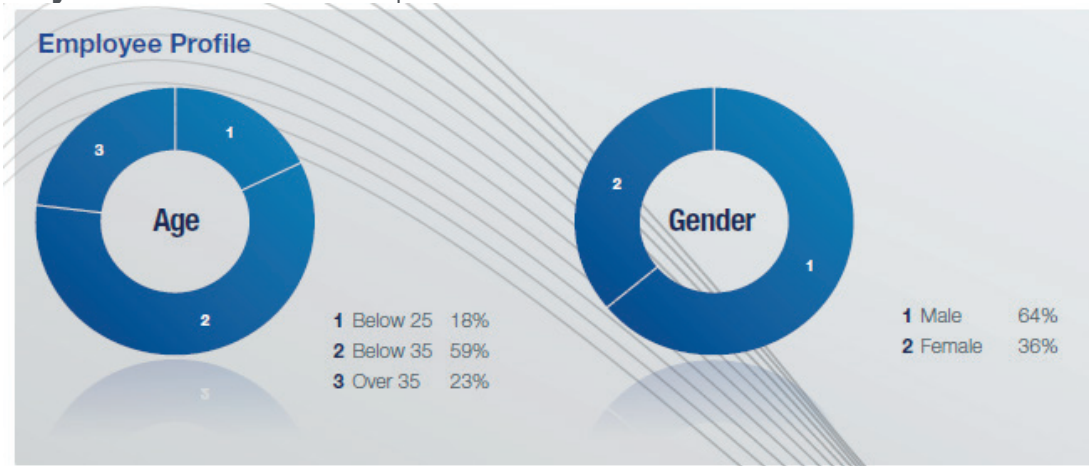 Employee Profile
1
3
Age
2
1 Below 25 18%
2 Below 35 59%
3 Over 35 23%
2
Gender
1
1 Male 64%
2 Female 36%